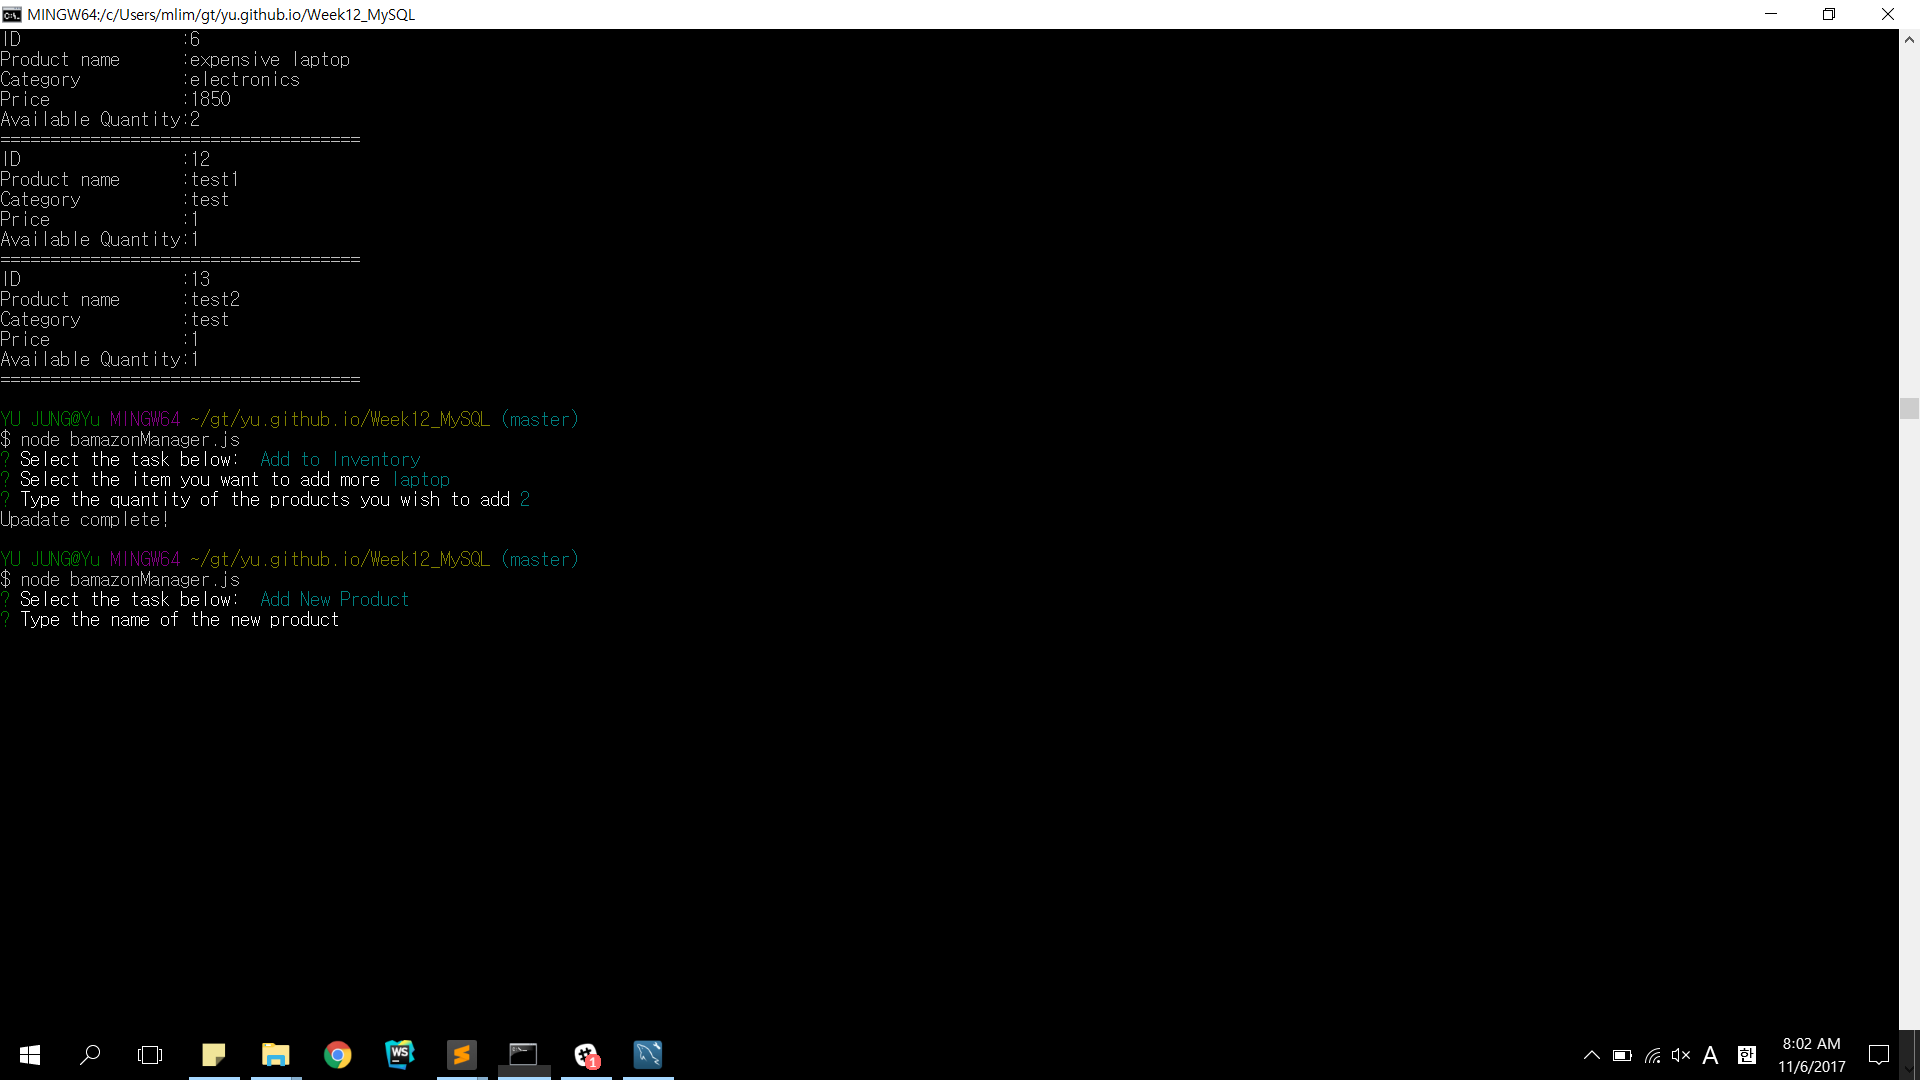 MINGW64:/c/Users/mlim/gt/yu.github.io/Week12_MySQL
ID                :6
Product name      :expensive laptop
Category          :electronics
Price             :1850
Available Quantity:2
====================================
ID                :12
Product name      :test1
Category          :test
Price             :1
Available Quantity:1
====================================
ID                :13
Product name      :test2
Category          :test
Price             :1
Available Quantity:1
====================================
YU JUNG@Yu MINGW64 ~/gt/yu.github.io/Week12_MySQL (master)
$ node bamazonManager.js
? Select the task below:  Add to Inventory
? Select the item you want to add more laptop
? Type the quantity of the products you wish to add 2
Upadate complete!
YU JUNG@Yu MINGW64 ~/gt/yu.github.io/Week12_MySQL (master)
$ node bamazonManager.js
? Select the task below:  Add New Product
? Type the name of the new product
WS
1
A
한
8:02 AM
11/6/2017